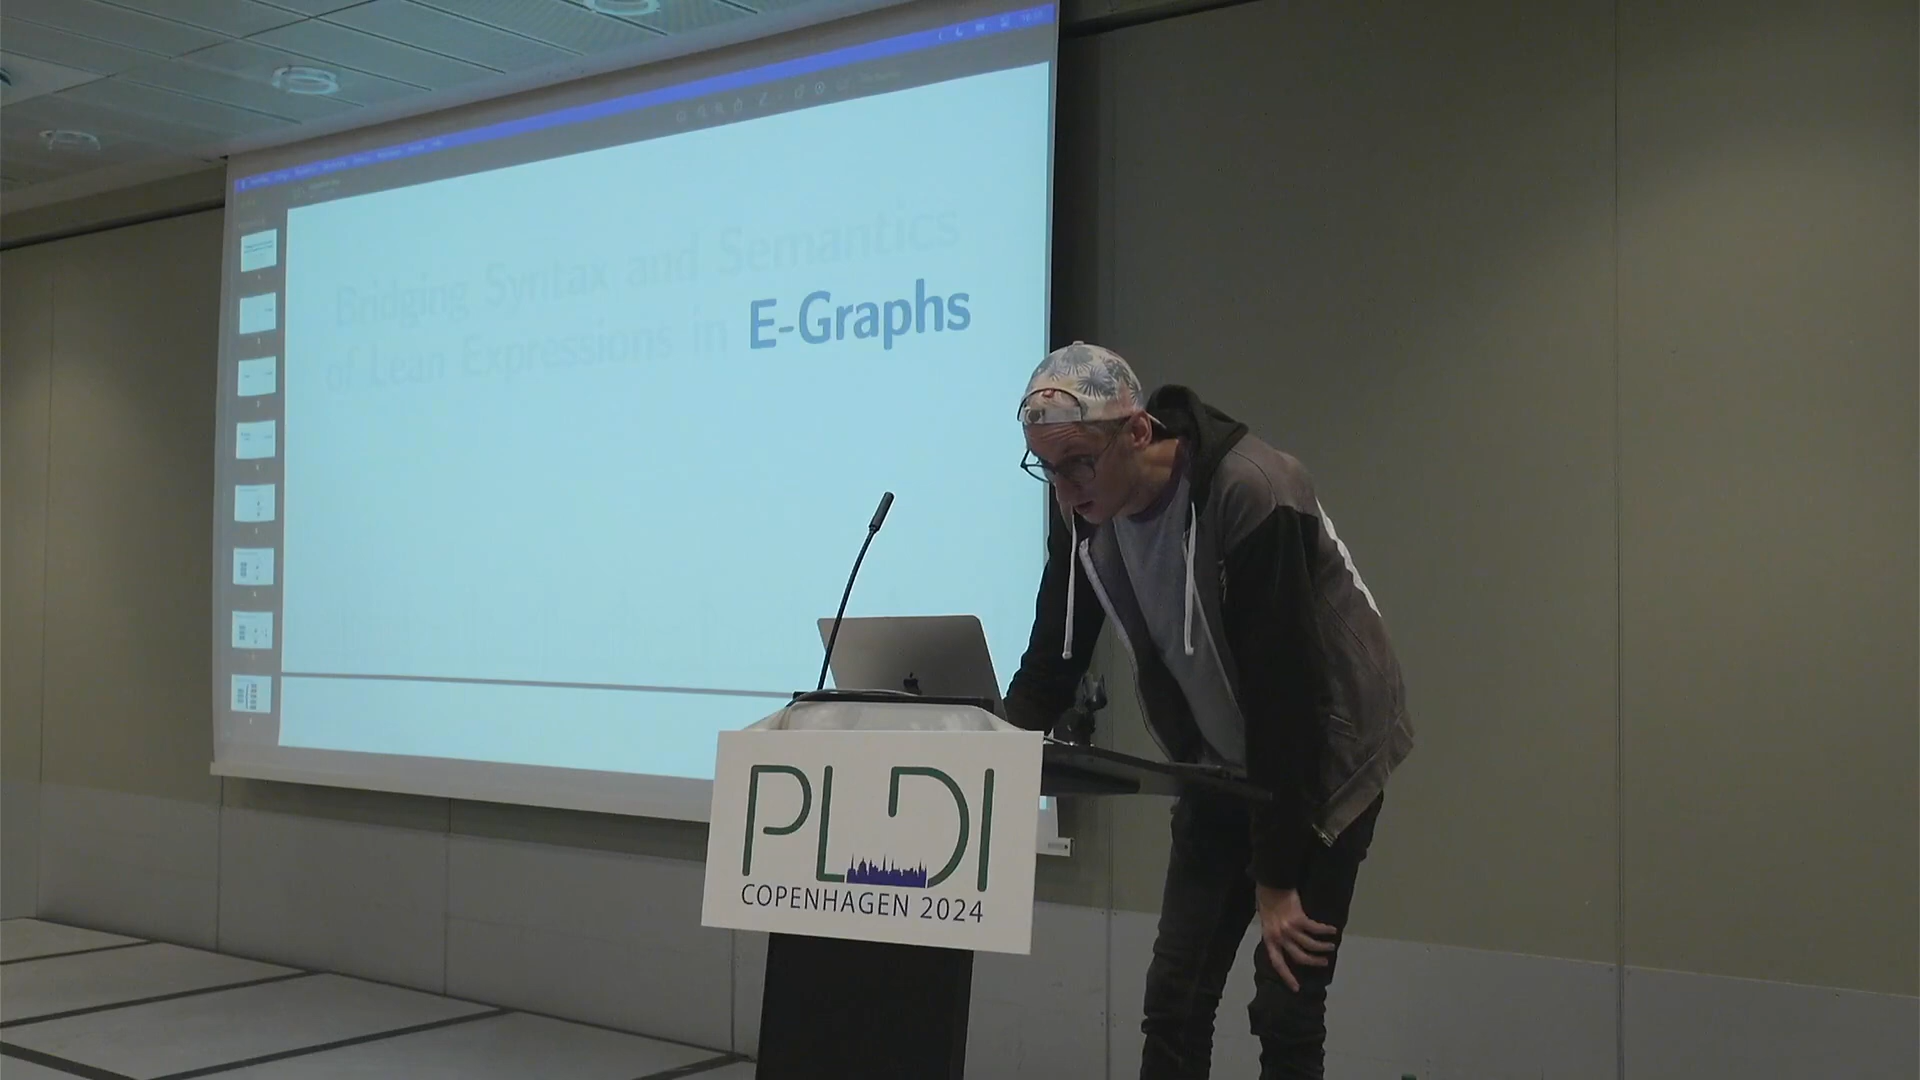 Bridging Syntax and Semantics
of Lean Expressions in E-Graphs
PLDI
COPENHAGEN 2024